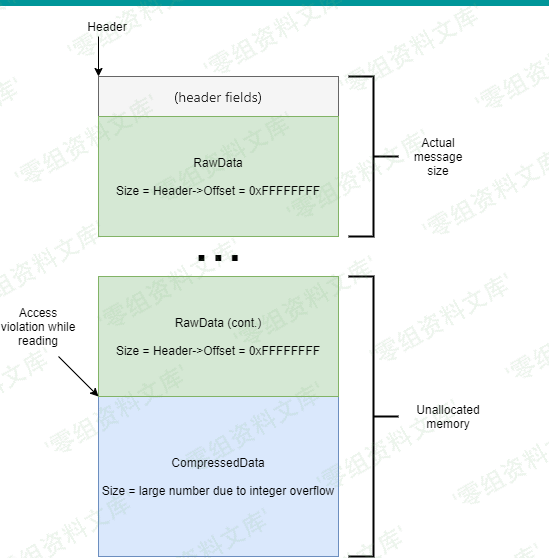 Header
(header fields)
RawData
Size = Header->Offset = 0xFFFFFFFF
Actual
message
size
...
RawData (cont.)
Size = Header->Offset = 0xFFFFFFFF
Access
violation while
reading
Unallocated
memory
CompressedData
Size = large number due to integer overflow
'零组资料文库'